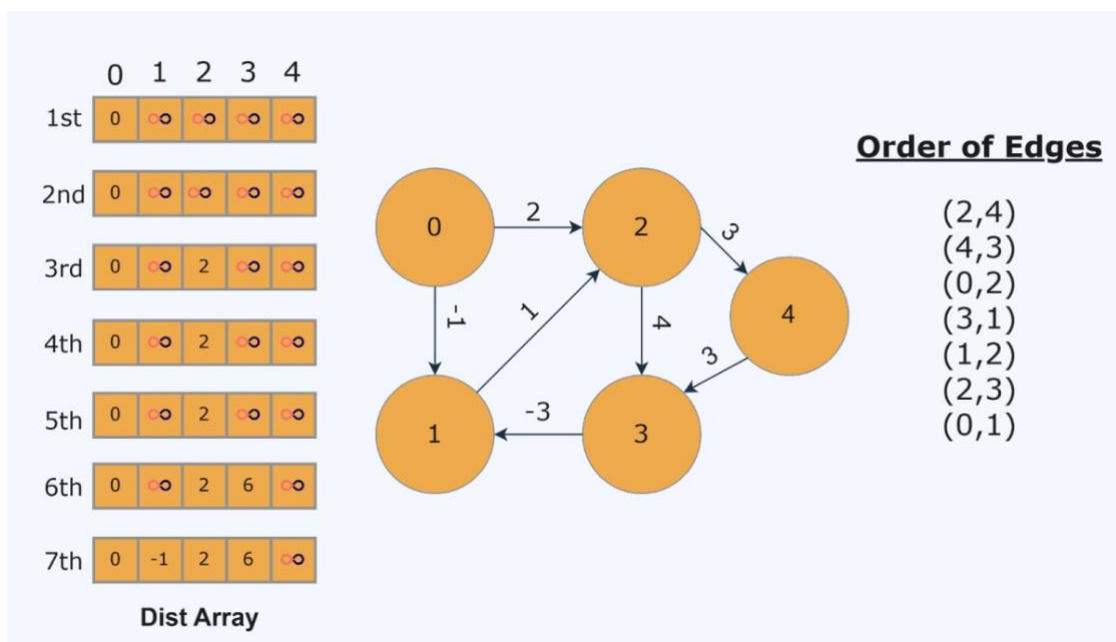 0 1 2 3 4
1st 0 ∞ ∞ ∞ ∞
2nd 0 ∞ ∞ ∞ ∞
3rd 0 ∞ 2 ∞ ∞
4th 0 ∞ 2 ∞ ∞
5th 0 ∞ 2 ∞ ∞
6th 0 ∞ 2 6 ∞
7th 0 -1 2 6 ∞
Dist Array
0
2
2
3
-1
1
4
4
3
1
-3
3
Order of Edges
(2,4)
(4,3)
(0,2)
(3,1)
(1,2)
(2,3)
(0,1)